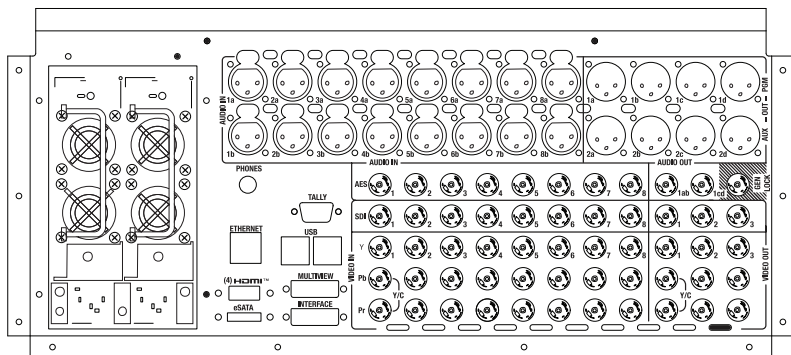 AUDIO IN
1a 2a 3a 4a 5a 6a 7a 8a
1a 1b 1c 1d
PGM
OUT
AUX
1b 2b 3b 4b 5b 6b 7b 8b
2a 2b 2c 2d
AUDIO IN
AUDIO OUT
PHONES
AES 1 2 3 4 5 6 7 8
1ab 1cd
GEN
LOCK
TALLY
SDI 1 2 3 4 5 6 7 8
1 2 3
ETHERNET
USB
Y 1 2 3 4 5 6 7 8
1 2 3
VIDEO IN
VIDEO OUT
(4) HDMI™
MULTIVIEW
Pb
Y/C
Y/C
eSATA
INTERFACE
Pr